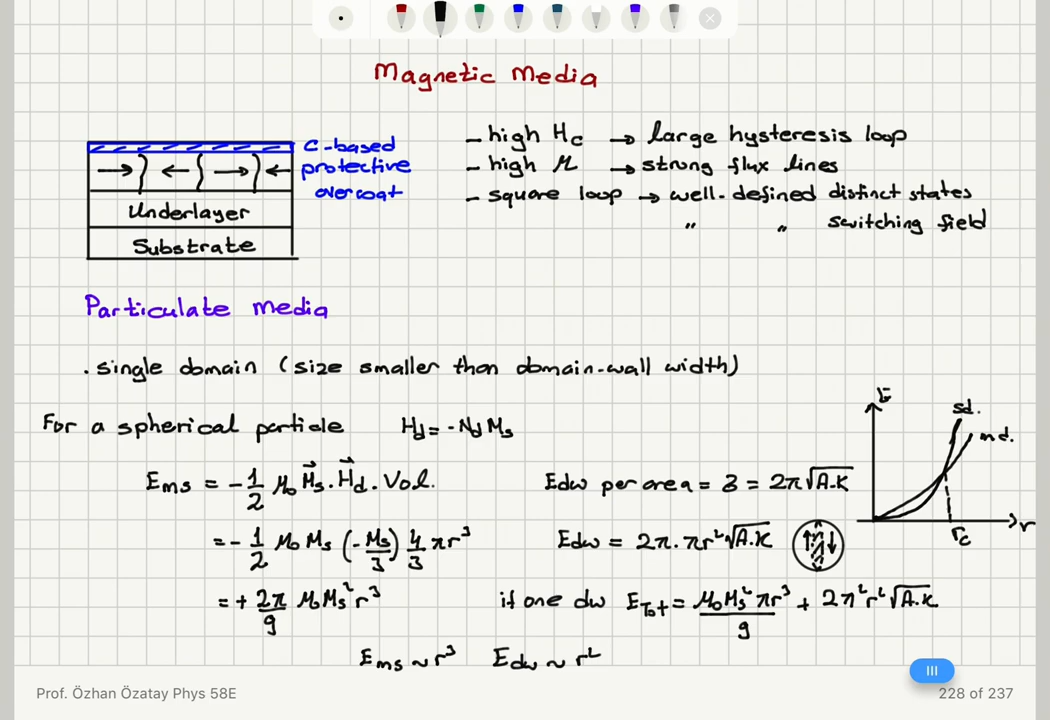 Magnetic Media
C-based
protective
overcoat
Underlayer
Substrate
- high Hc → large hysteresis loop
- high μ → strong flux lines
- square loop → well-defined distinct states
" " switching field
Particulate media
. single domain (size smaller than domain-wall width)
For a spherical particle Hd = -Nd Ms
Ems = -1/2 μ0 M⃗s . H⃗d . Vol.
= -1/2 μ0 Ms (-Ms/3) 4/3 πr³
= + 2π/9 μ0 Ms² r³
Edw per area = 3 = 2π√A.K
Edw = 2π.πr²√A.K
if one dw ETot = μ0 Ms² πr³/9 + 2π²r²√A.K
Ems ~ r³ Edw ~ r²
E
sd.
md.
rc
r
Prof. Özhan Özatay Phys 58E
228 of 237